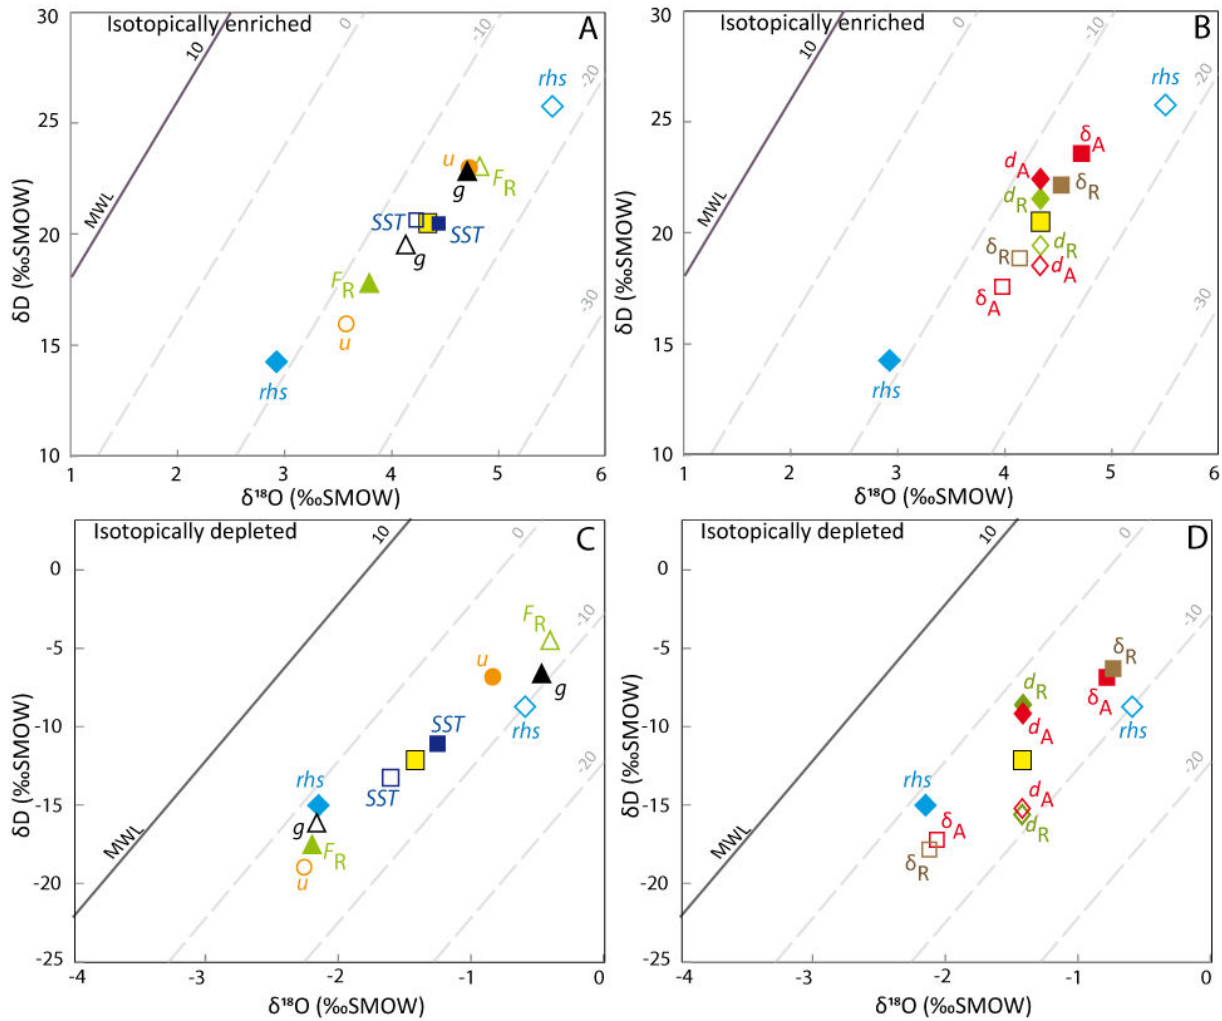 Isotopically enriched
A
10
0
-10
-20
-30
MWL
30
25
20
15
10
δD (‰SMOW)
rhs
u
F_R
g
SST
SST
g
F_R
u
rhs
1
2
3
4
5
6
δ¹⁸O (‰SMOW)
Isotopically enriched
B
10
0
-10
-20
-30
MWL
30
25
20
15
10
δD (‰SMOW)
rhs
δ_A
d_A
δ_R
d_R
δ_R
d_R
d_A
δ_A
rhs
1
2
3
4
5
6
δ¹⁸O (‰SMOW)
Isotopically depleted
C
10
0
-10
-20
MWL
0
-5
-10
-15
-20
-25
δD (‰SMOW)
F_R
u
g
rhs
SST
SST
rhs
g
F_R
u
-4
-3
-2
-1
0
δ¹⁸O (‰SMOW)
Isotopically depleted
D
10
0
-10
-20
MWL
0
-5
-10
-15
-20
-25
δD (‰SMOW)
δ_R
d_R
δ_A
d_A
rhs
rhs
d_A
d_R
δ_A
δ_R
-4
-3
-2
-1
0
δ¹⁸O (‰SMOW)